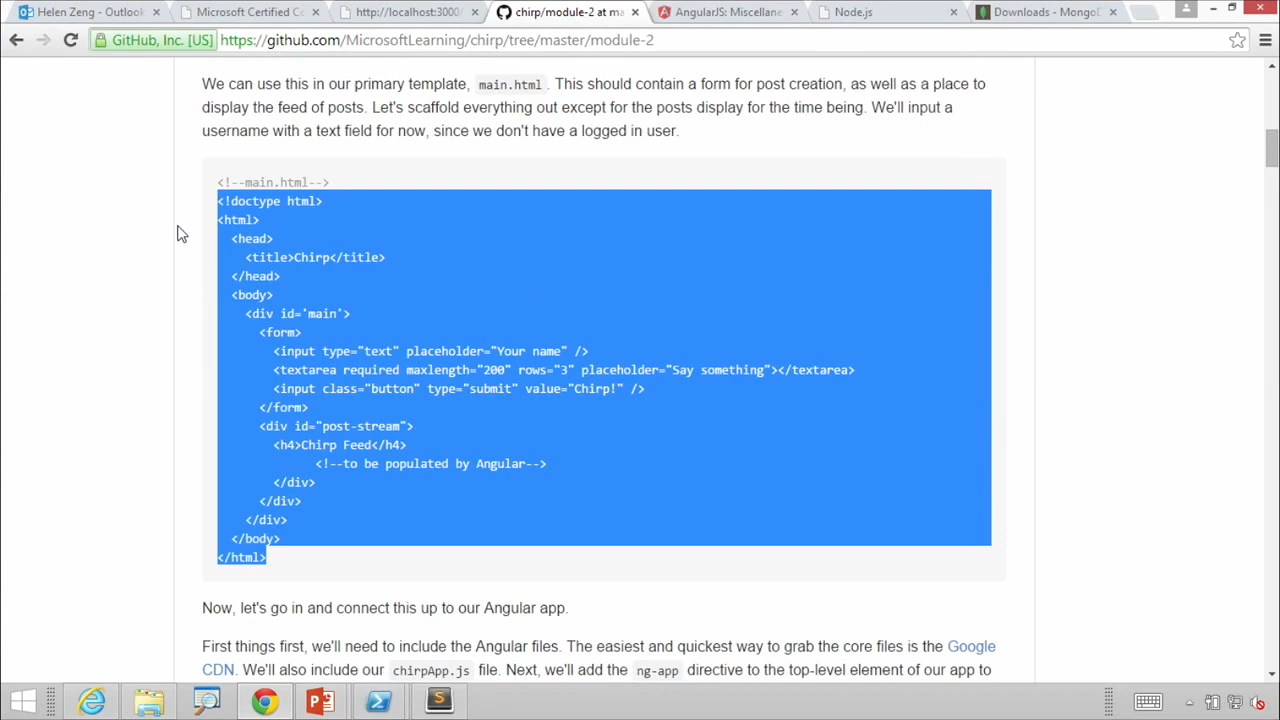 Helen Zeng - Outlook
Microsoft Certified Co
http://localhost:3000
chirp/module-2 at ma
AngularJS: Miscellane
Node.js
Downloads - MongoD
GitHub, Inc. [US]
https://github.com/MicrosoftLearning/chirp/tree/master/module-2
We can use this in our primary template, main.html . This should contain a form for post creation, as well as a place to
display the feed of posts. Let's scaffold everything out except for the posts display for the time being. We'll input a
username with a text field for now, since we don't have a logged in user.
<!--main.html-->
<!doctype html>
<html>
<head>
<title>Chirp</title>
</head>
<body>
<div id='main'>
<form>
<input type="text" placeholder="Your name" />
<textarea required maxlength="200" rows="3" placeholder="Say something"></textarea>
<input class="button" type="submit" value="Chirp!" />
</form>
<div id="post-stream">
<h4>Chirp Feed</h4>
<!--to be populated by Angular-->
</div>
</div>
</div>
</body>
</html>
Now, let's go in and connect this up to our Angular app.
First things first, we'll need to include the Angular files. The easiest and quickest way to grab the core files is the Google
CDN. We'll also include our chirpApp.js file. Next, we'll add the ng-app directive to the top-level element of our app to